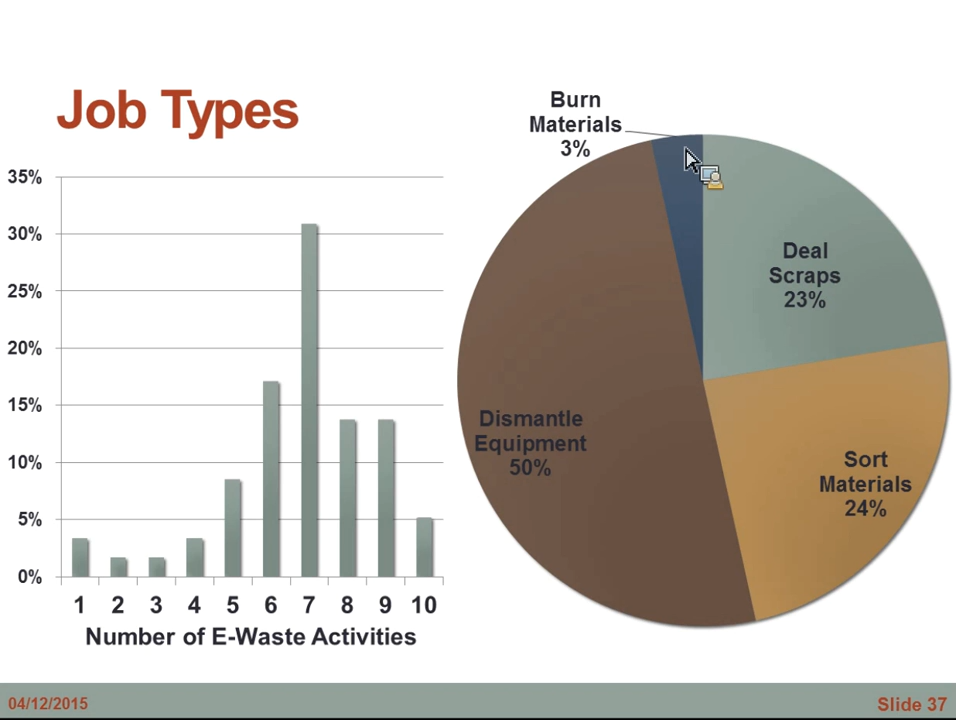 Job Types
35%
30%
25%
20%
15%
10%
5%
0%
1 2 3 4 5 6 7 8 9 10
Number of E-Waste Activities
Burn
Materials
3%
Deal
Scraps
23%
Sort
Materials
24%
Dismantle
Equipment
50%
04/12/2015
Slide 37